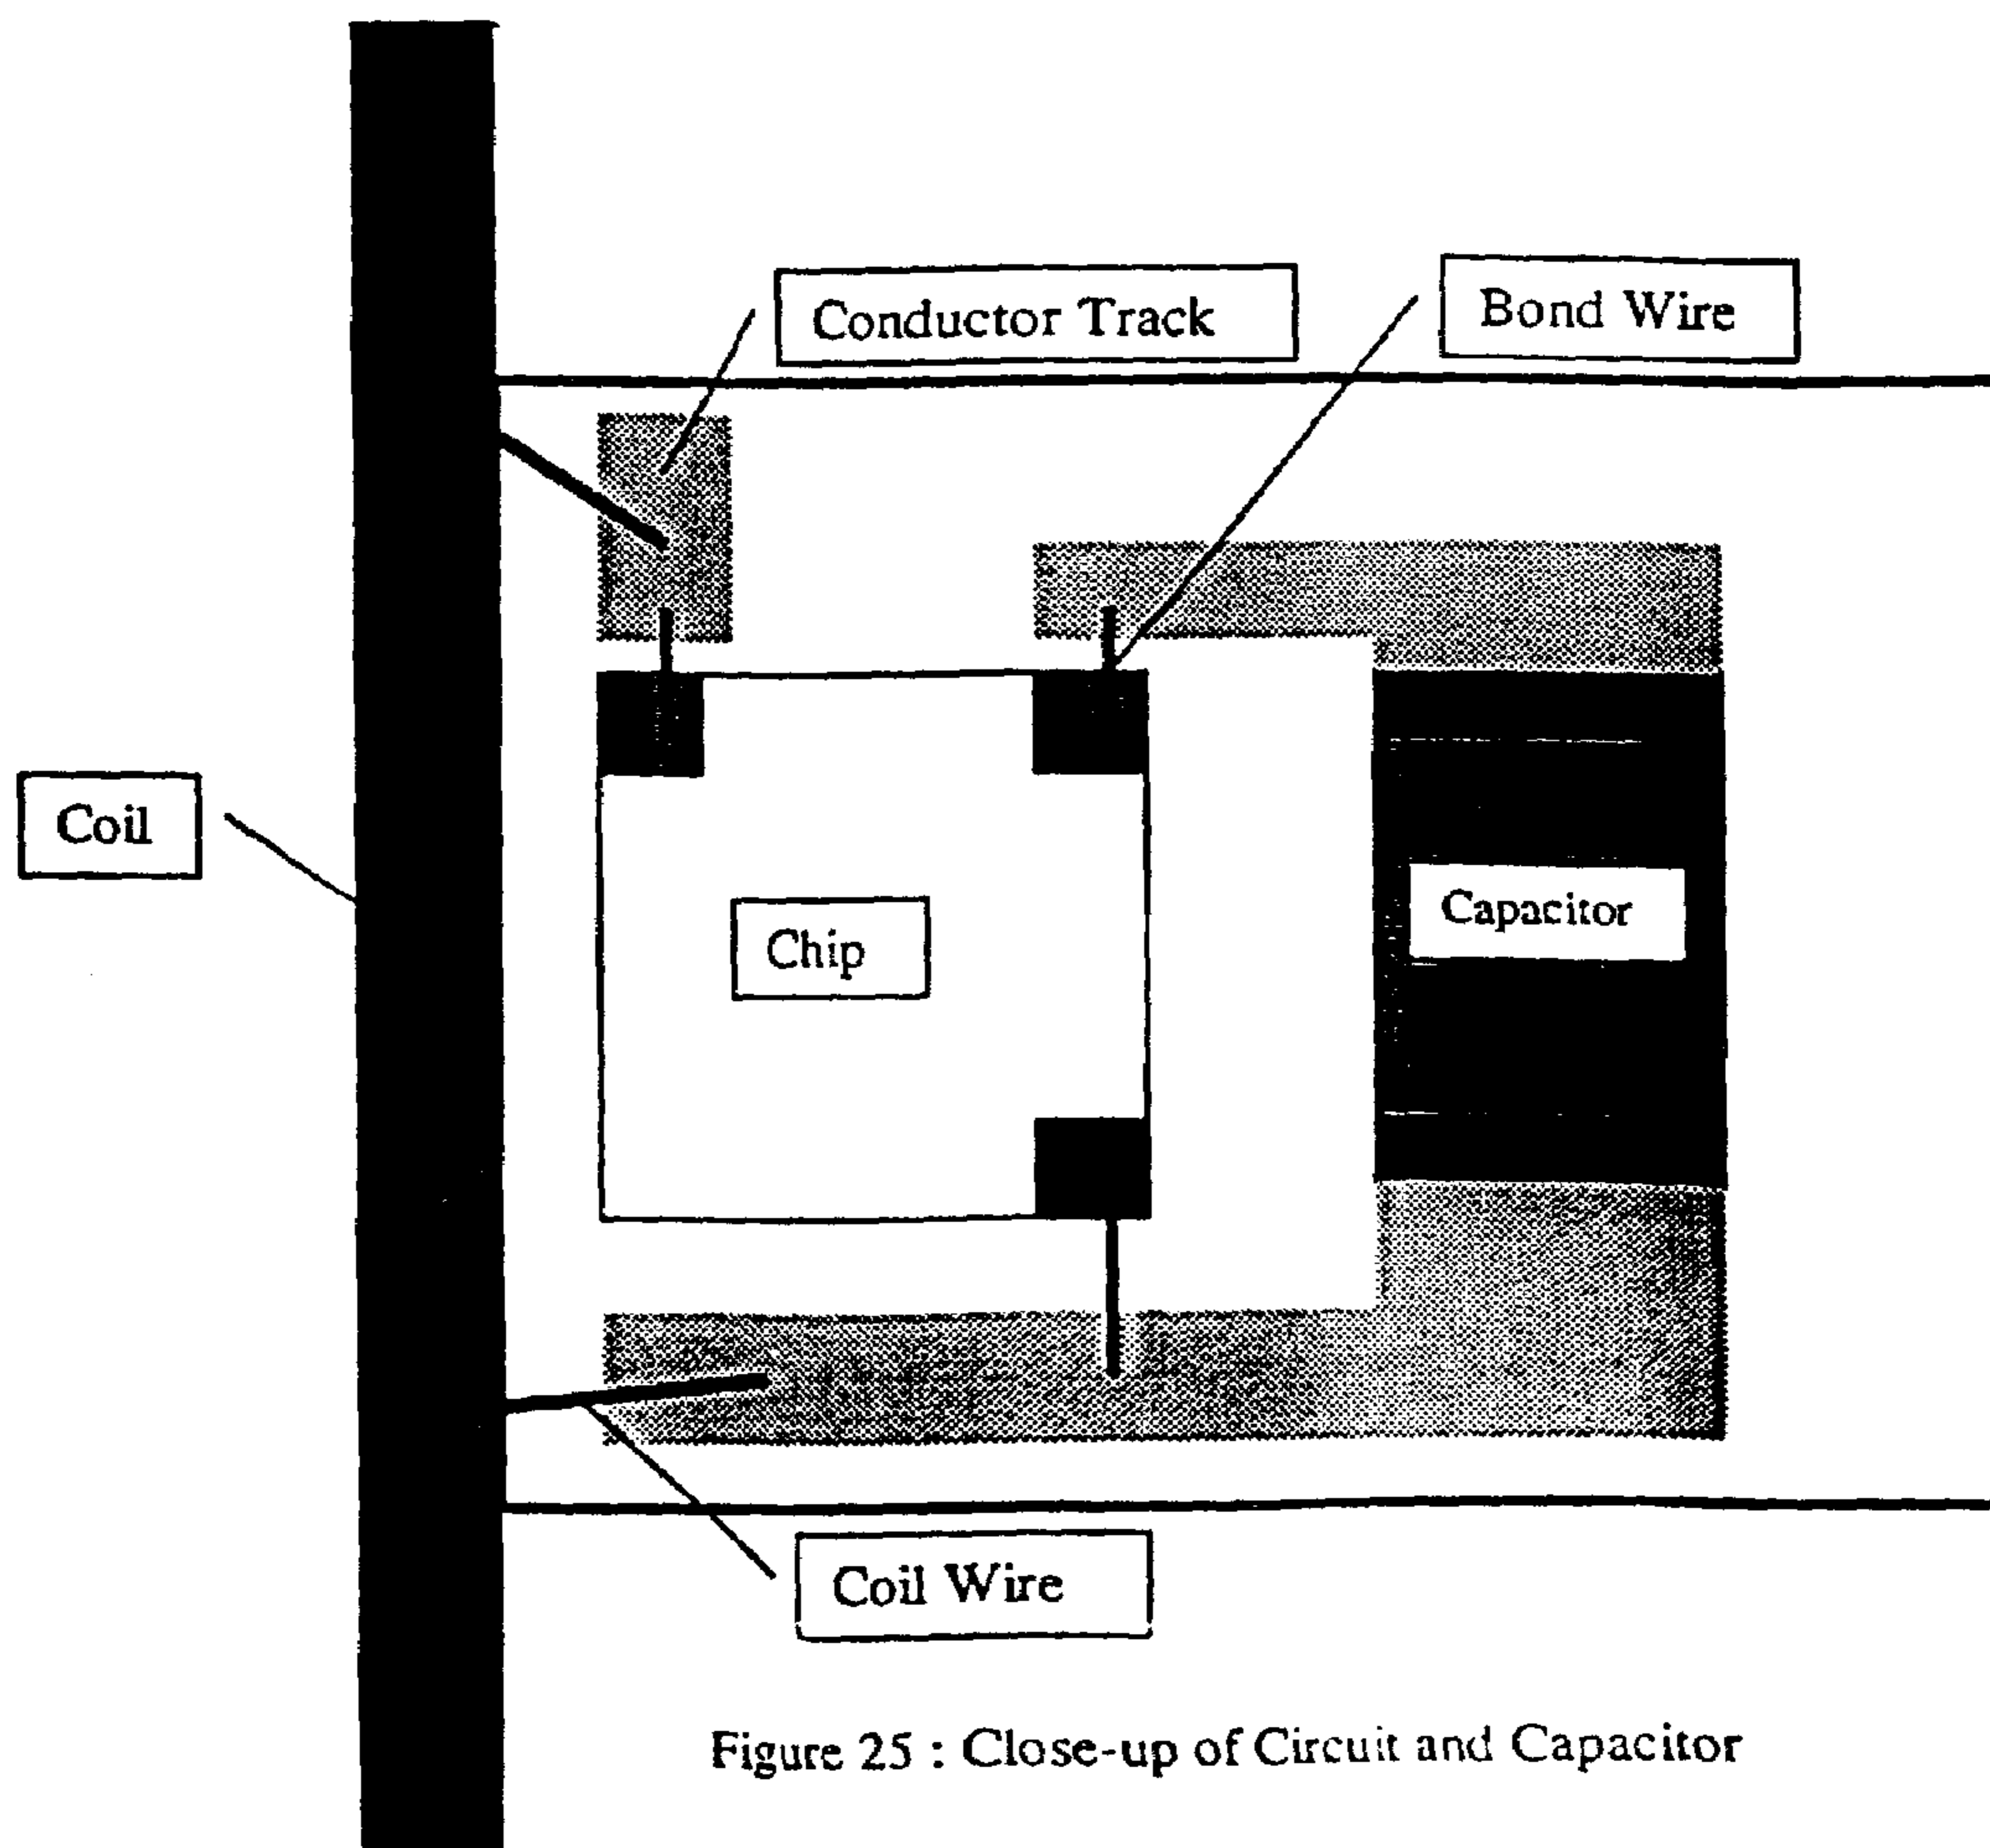 Conductor Track
Bond Wire
Coil
Chip
Capacitor
Coil Wire
Figure 25 : Close-up of Circuit and Capacitor